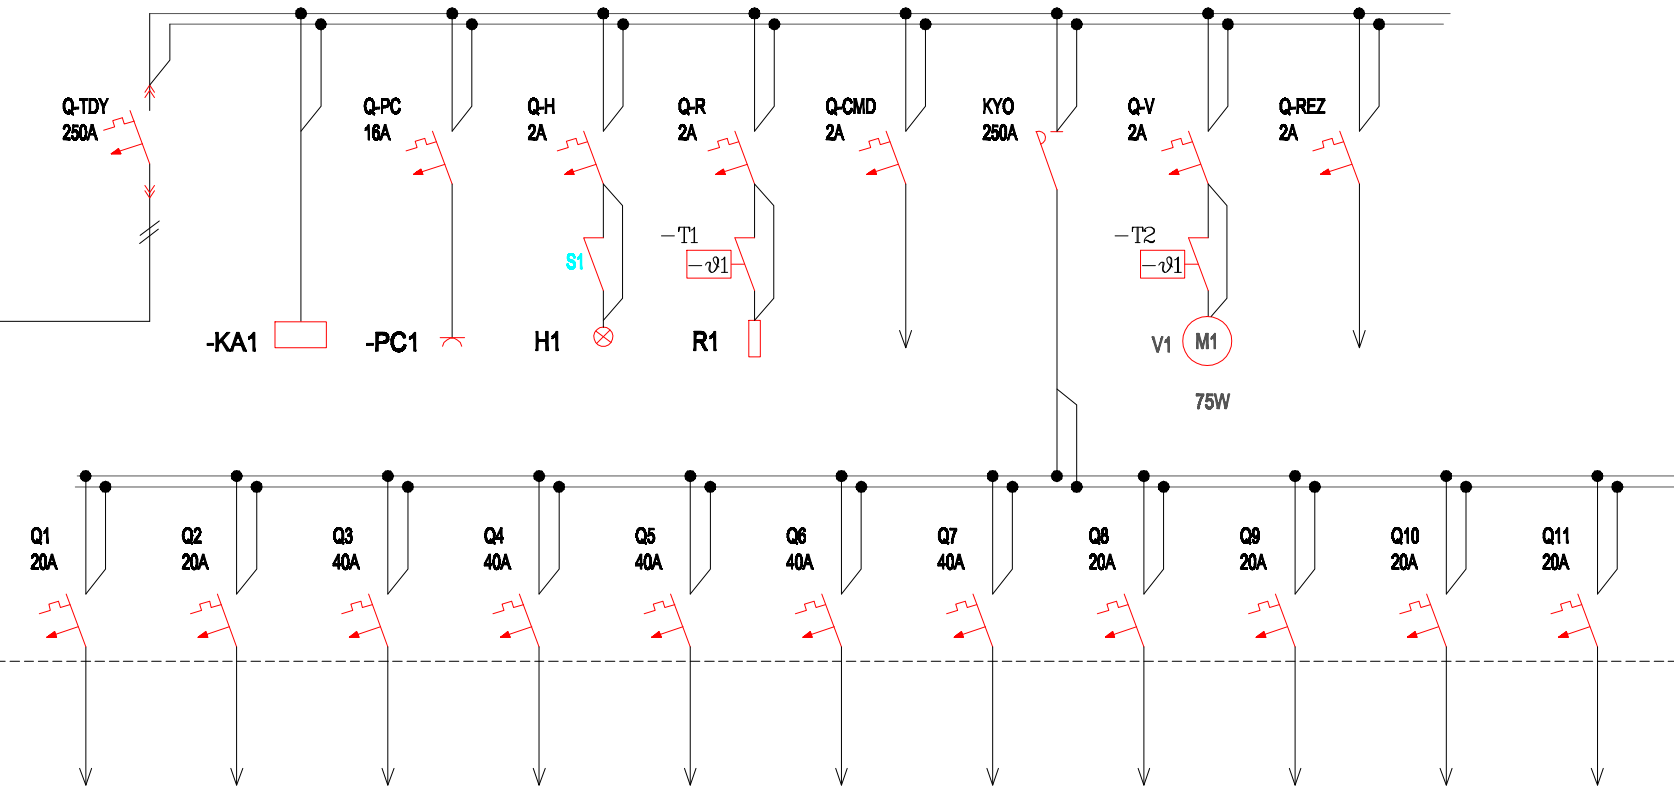 Q-TDY
250A
Q-PC
16A
Q-H
2A
Q-R
2A
Q-CMD
2A
KYO
250A
Q-V
2A
Q-REZ
2A
S1
-T1
-ϑ1
-T2
-ϑ1
-KA1
-PC1
H1
R1
V1
M1
75W
Q1
20A
Q2
20A
Q3
40A
Q4
40A
Q5
40A
Q6
40A
Q7
40A
Q8
20A
Q9
20A
Q10
20A
Q11
20A